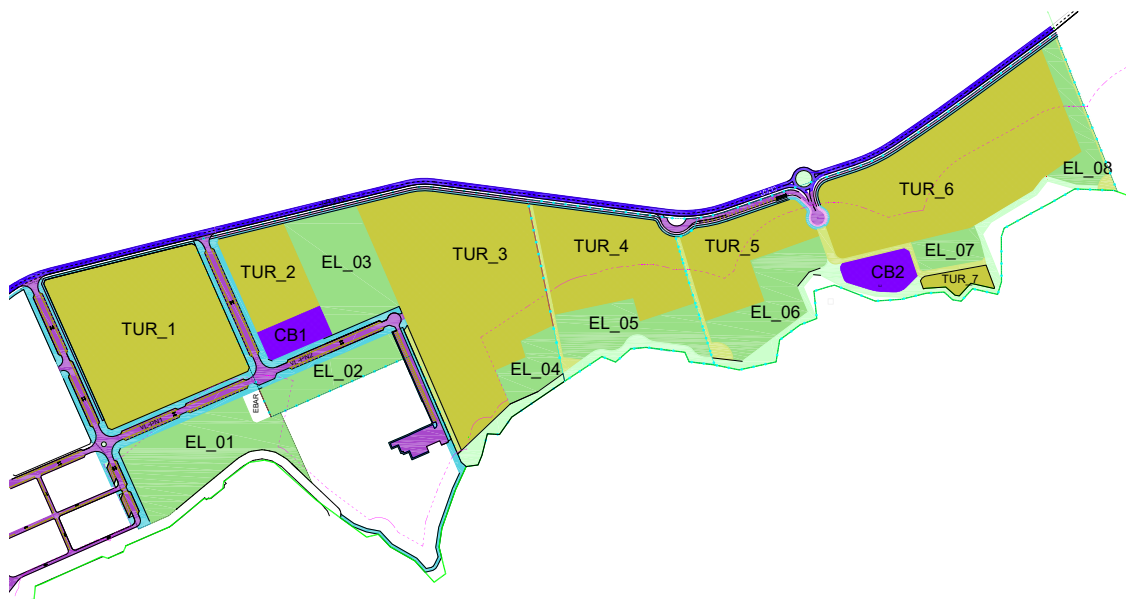 TUR_1
TUR_2
EL_03
TUR_3
TUR_4
TUR_5
TUR_6
EL_08
EL_07
CB2
TUR_7
EL_06
EL_05
EL_04
CB1
EL_02
EBAR
EL_01